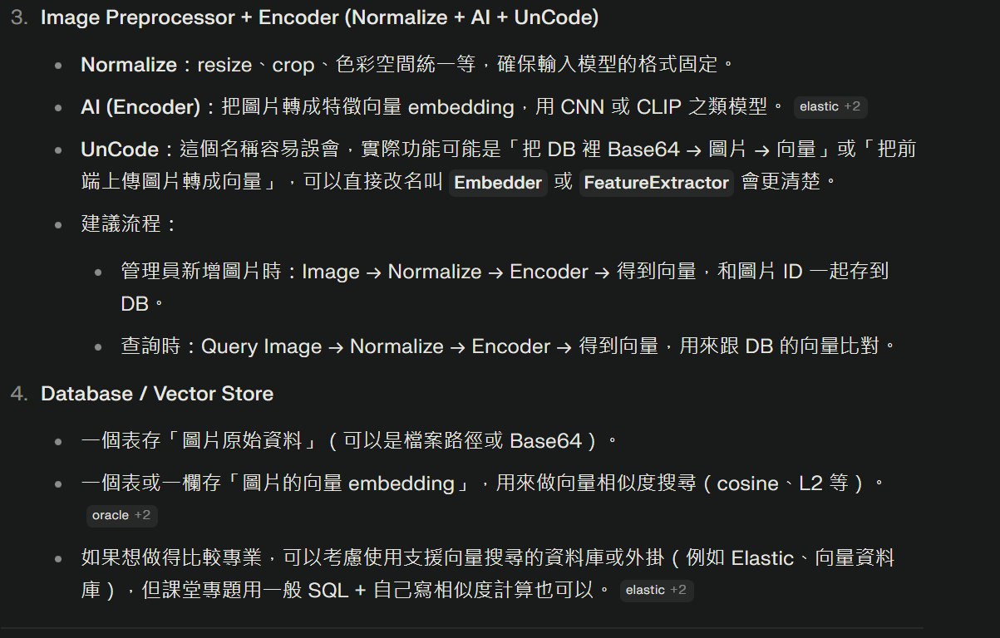 3. Image Preprocessor + Encoder (Normalize + AI + UnCode)
• Normalize：resize、crop、色彩空間統一等，確保輸入模型的格式固定。
• AI (Encoder)：把圖片轉成特徵向量 embedding，用 CNN 或 CLIP 之類模型。 elastic +2
• UnCode：這個名稱容易誤會，實際功能可能是「把 DB 裡 Base64 → 圖片 → 向量」或「把前
端上傳圖片轉成向量」，可以直接改名叫 Embedder 或 FeatureExtractor 會更清楚。
• 建議流程：
• 管理員新增圖片時：Image → Normalize → Encoder → 得到向量，和圖片 ID 一起存到
DB。
• 查詢時：Query Image → Normalize → Encoder → 得到向量，用來跟 DB 的向量比對。
4. Database / Vector Store
• 一個表存「圖片原始資料」（可以是檔案路徑或 Base64）。
• 一個表或一欄存「圖片的向量 embedding」，用來做向量相似度搜尋（cosine、L2 等）。
oracle +2
• 如果想做得比較專業，可以考慮使用支援向量搜尋的資料庫或外掛（例如 Elastic、向量資料
庫），但課堂專題用一般 SQL + 自己寫相似度計算也可以。 elastic +2